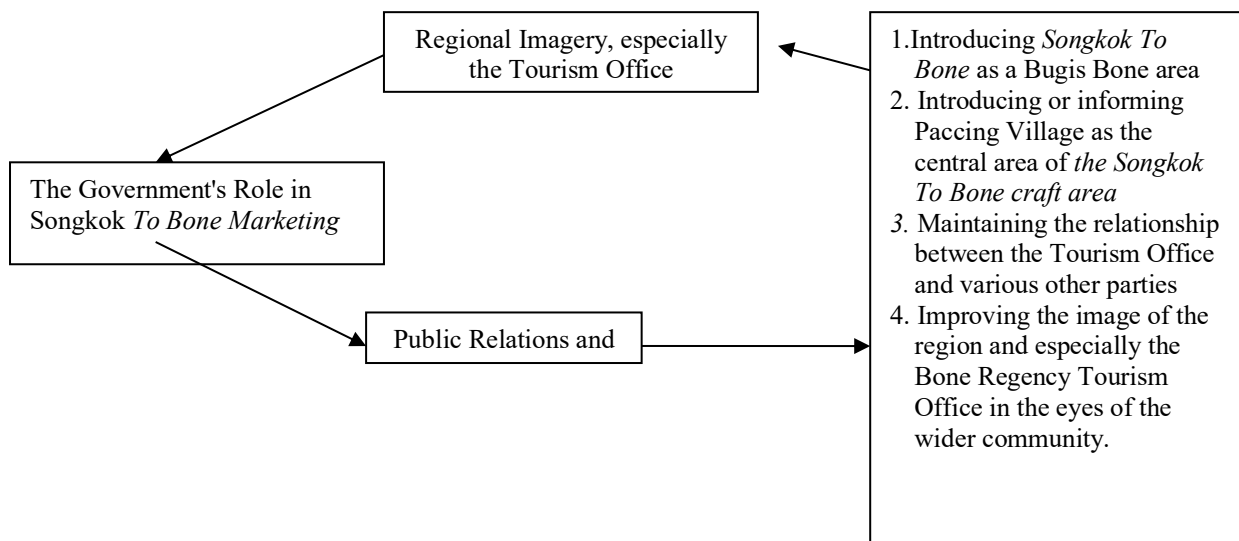 Regional Imagery, especially
the Tourism Office
The Government's Role in
Songkok To Bone Marketing
Public Relations and
1.Introducing Songkok To
Bone as a Bugis Bone area
2. Introducing or informing
Paccing Village as the
central area of the Songkok
To Bone craft area
3. Maintaining the relationship
between the Tourism Office
and various other parties
4. Improving the image of the
region and especially the
Bone Regency Tourism
Office in the eyes of the
wider community.